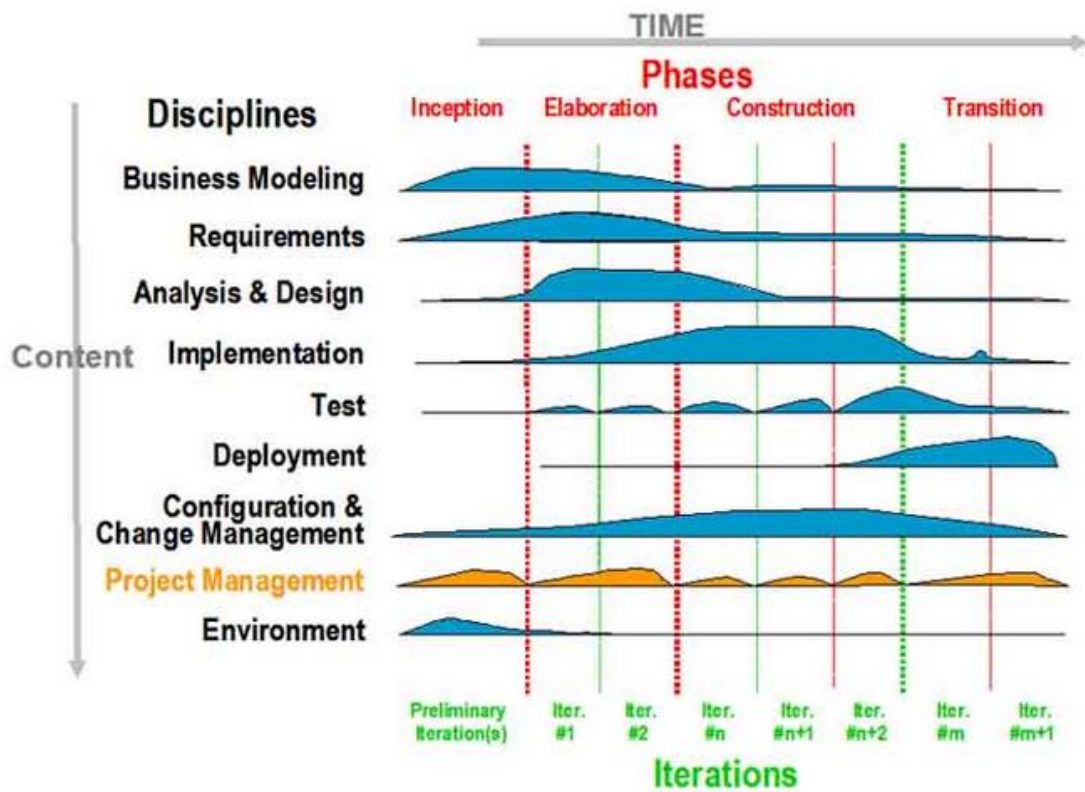 TIME
Phases
Disciplines
Inception Elaboration Construction Transition
Business Modeling
Requirements
Analysis & Design
Content
Implementation
Test
Deployment
Configuration &
Change Management
Project Management
Environment
Preliminary Iter. Iter. Iter. Iter. Iter. Iter. Iter.
Iteration(s) #1 #2 #n #n+1 #n+2 #m #m+1
Iterations